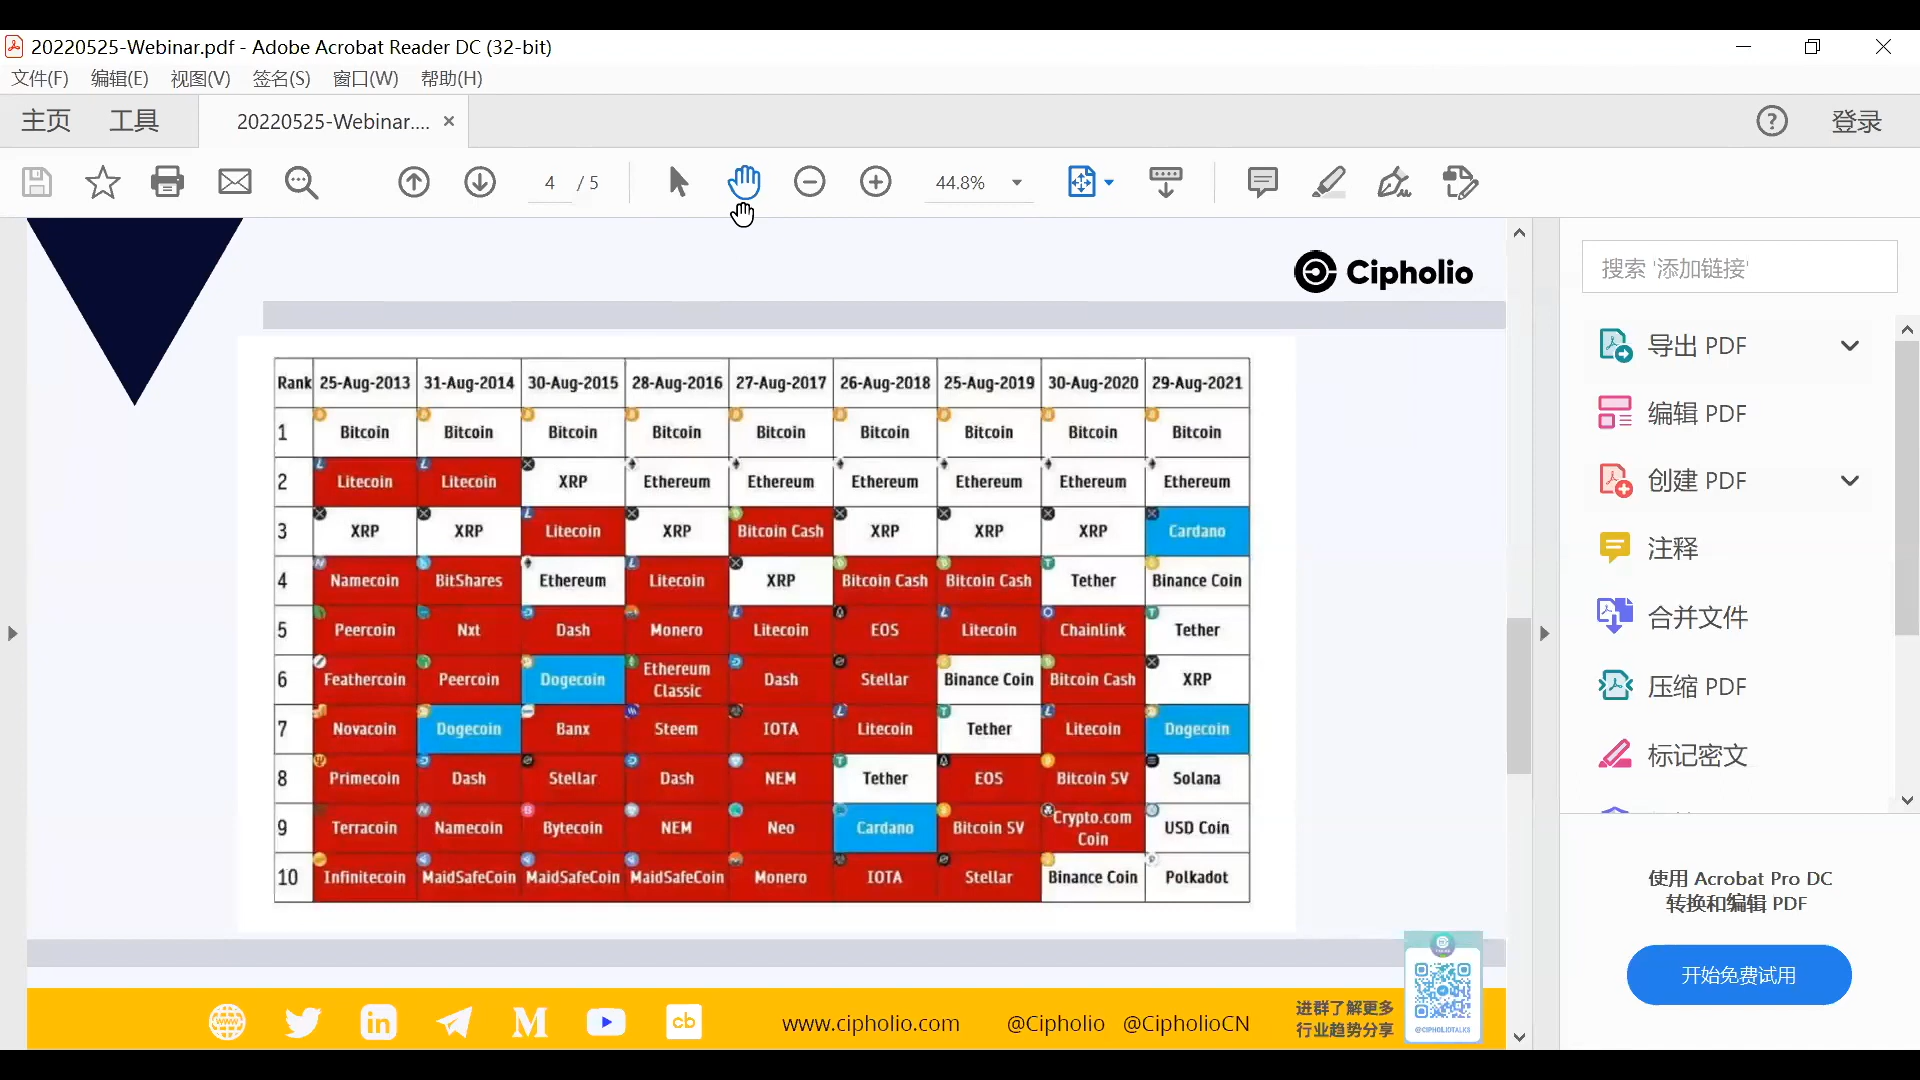 20220525-Webinar.pdf - Adobe Acrobat Reader DC (32-bit)
文件(F) 编辑(E) 视图(V) 签名(S) 窗口(W) 帮助(H)
主页 工具 20220525-Webinar.... × 登录
4 / 5 44.8%
Cipholio
搜索 '添加链接'
导出 PDF
编辑 PDF
创建 PDF
注释
合并文件
压缩 PDF
标记密文
使用 Acrobat Pro DC
转换和编辑 PDF
开始免费试用
Rank 25-Aug-2013 31-Aug-2014 30-Aug-2015 28-Aug-2016 27-Aug-2017 26-Aug-2018 25-Aug-2019 30-Aug-2020 29-Aug-2021
1 Bitcoin Bitcoin Bitcoin Bitcoin Bitcoin Bitcoin Bitcoin Bitcoin Bitcoin
2 Litecoin Litecoin XRP Ethereum Ethereum Ethereum Ethereum Ethereum Ethereum
3 XRP XRP Litecoin XRP Bitcoin Cash XRP XRP XRP Cardano
4 Namecoin BitShares Ethereum Litecoin XRP Bitcoin Cash Bitcoin Cash Tether Binance Coin
5 Peercoin Nxt Dash Monero Litecoin EOS Litecoin Chainlink Tether
6 Feathercoin Peercoin Dogecoin Ethereum Classic Dash Stellar Binance Coin Bitcoin Cash XRP
7 Novacoin Dogecoin Banx Steem IOTA Litecoin Tether Litecoin Dogecoin
8 Primecoin Dash Stellar Dash NEM Tether EOS Bitcoin SV Solana
9 Terracoin Namecoin Bytecoin NEM Neo Cardano Bitcoin SV Crypto.com Coin USD Coin
10 Infinitecoin MaidSafeCoin MaidSafeCoin MaidSafeCoin Monero IOTA Stellar Binance Coin Polkadot
www.cipholio.com @Cipholio @CipholioCN
进群了解更多
行业趋势分享
@CIPHOLIOTALKS